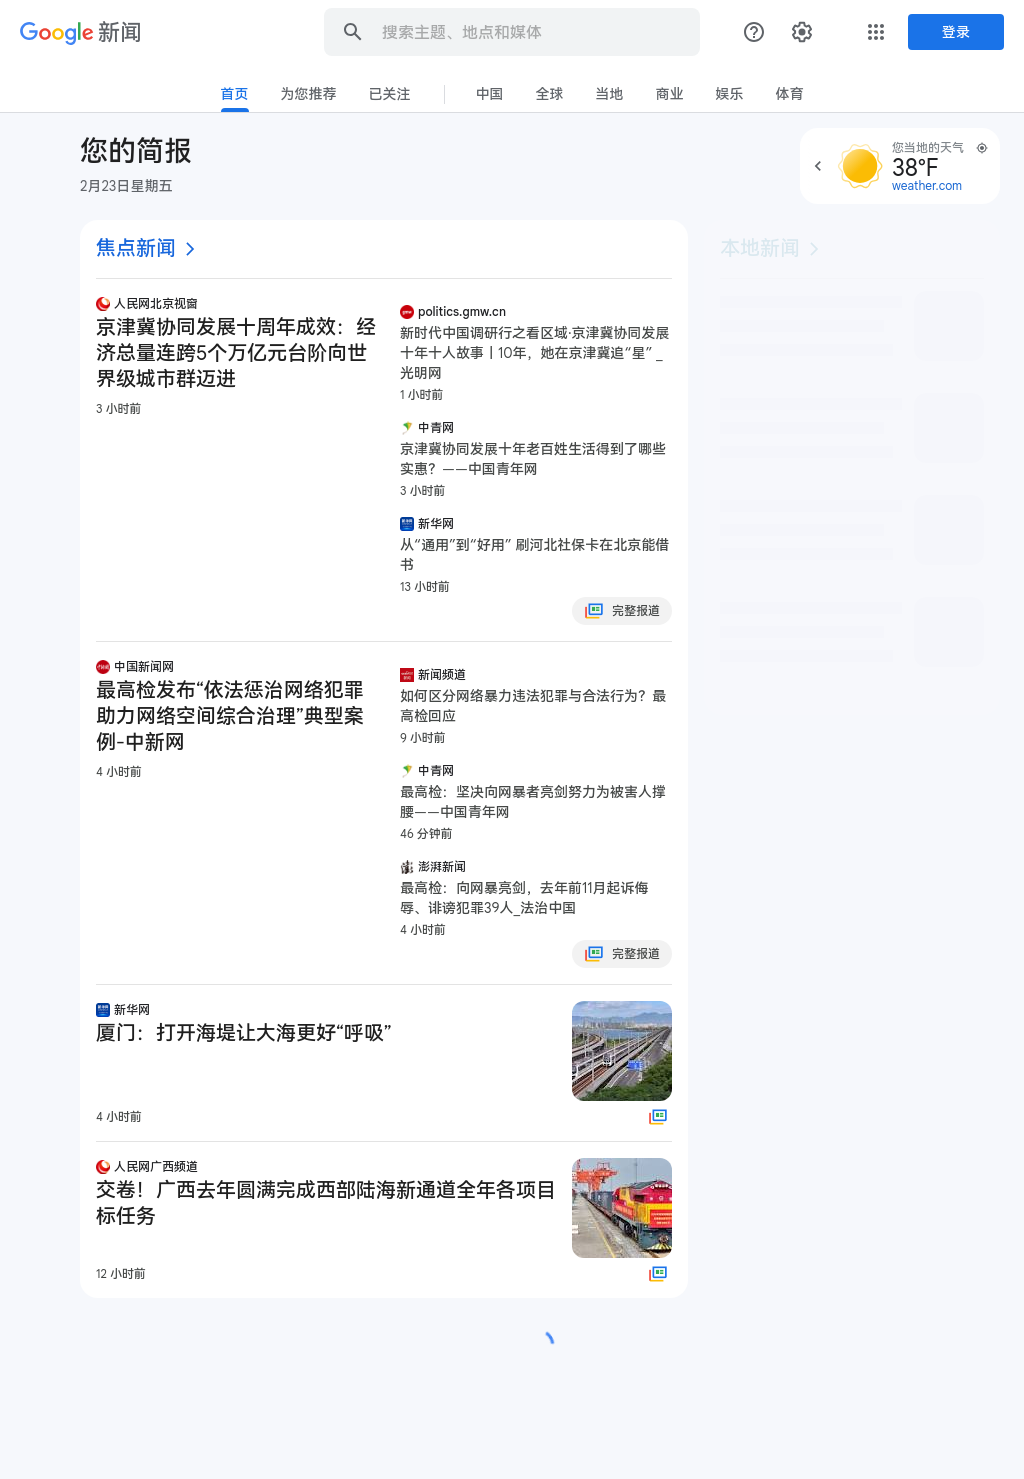 Google 新闻
搜索主题、地点和媒体
登录
首页
为您推荐
已关注
中国
全球
当地
商业
娱乐
体育
您的简报
2月23日星期五
您当地的天气
38°F
weather.com
焦点新闻
本地新闻
人民网北京视窗
京津冀协同发展十周年成效：经
济总量连跨5个万亿元台阶向世
界级城市群迈进
3 小时前
politics.gmw.cn
新时代中国调研行之看区域·京津冀协同发展
十年十人故事丨10年，她在京津冀追“星” _
光明网
1 小时前
中青网
京津冀协同发展十年老百姓生活得到了哪些
实惠？——中国青年网
3 小时前
新华网
从“通用”到“好用” 刷河北社保卡在北京能借
书
13 小时前
完整报道
中国新闻网
最高检发布“依法惩治网络犯罪
助力网络空间综合治理”典型案
例-中新网
4 小时前
新闻频道
如何区分网络暴力违法犯罪与合法行为？最
高检回应
9 小时前
中青网
最高检：坚决向网暴者亮剑努力为被害人撑
腰——中国青年网
46 分钟前
澎湃新闻
最高检：向网暴亮剑，去年前11月起诉侮
辱、诽谤犯罪39人_法治中国
4 小时前
完整报道
新华网
厦门：打开海堤让大海更好“呼吸”
4 小时前
人民网广西频道
交卷！广西去年圆满完成西部陆海新通道全年各项目
标任务
12 小时前